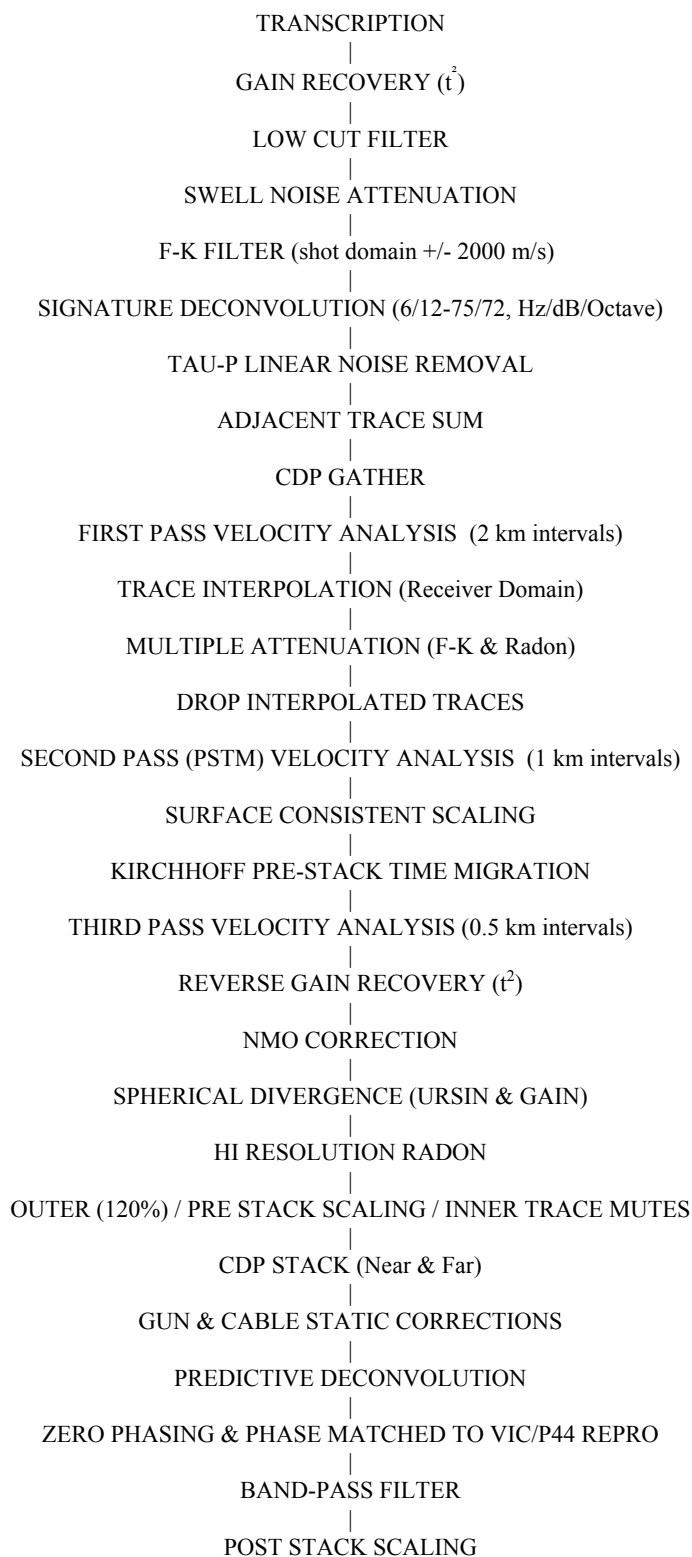 TRANSCRIPTION
|
GAIN RECOVERY (t²)
|
LOW CUT FILTER
|
SWELL NOISE ATTENUATION
|
F-K FILTER (shot domain +/- 2000 m/s)
|
SIGNATURE DECONVOLUTION (6/12-75/72, Hz/dB/Octave)
|
TAU-P LINEAR NOISE REMOVAL
|
ADJACENT TRACE SUM
|
CDP GATHER
|
FIRST PASS VELOCITY ANALYSIS (2 km intervals)
|
TRACE INTERPOLATION (Receiver Domain)
|
MULTIPLE ATTENUATION (F-K & Radon)
|
DROP INTERPOLATED TRACES
|
SECOND PASS (PSTM) VELOCITY ANALYSIS (1 km intervals)
|
SURFACE CONSISTENT SCALING
|
KIRCHHOFF PRE-STACK TIME MIGRATION
|
THIRD PASS VELOCITY ANALYSIS (0.5 km intervals)
|
REVERSE GAIN RECOVERY (t²)
|
NMO CORRECTION
|
SPHERICAL DIVERGENCE (URSIN & GAIN)
|
HI RESOLUTION RADON
|
OUTER (120%) / PRE STACK SCALING / INNER TRACE MUTES
|
CDP STACK (Near & Far)
|
GUN & CABLE STATIC CORRECTIONS
|
PREDICTIVE DECONVOLUTION
|
ZERO PHASING & PHASE MATCHED TO VIC/P44 REPRO
|
BAND-PASS FILTER
|
POST STACK SCALING